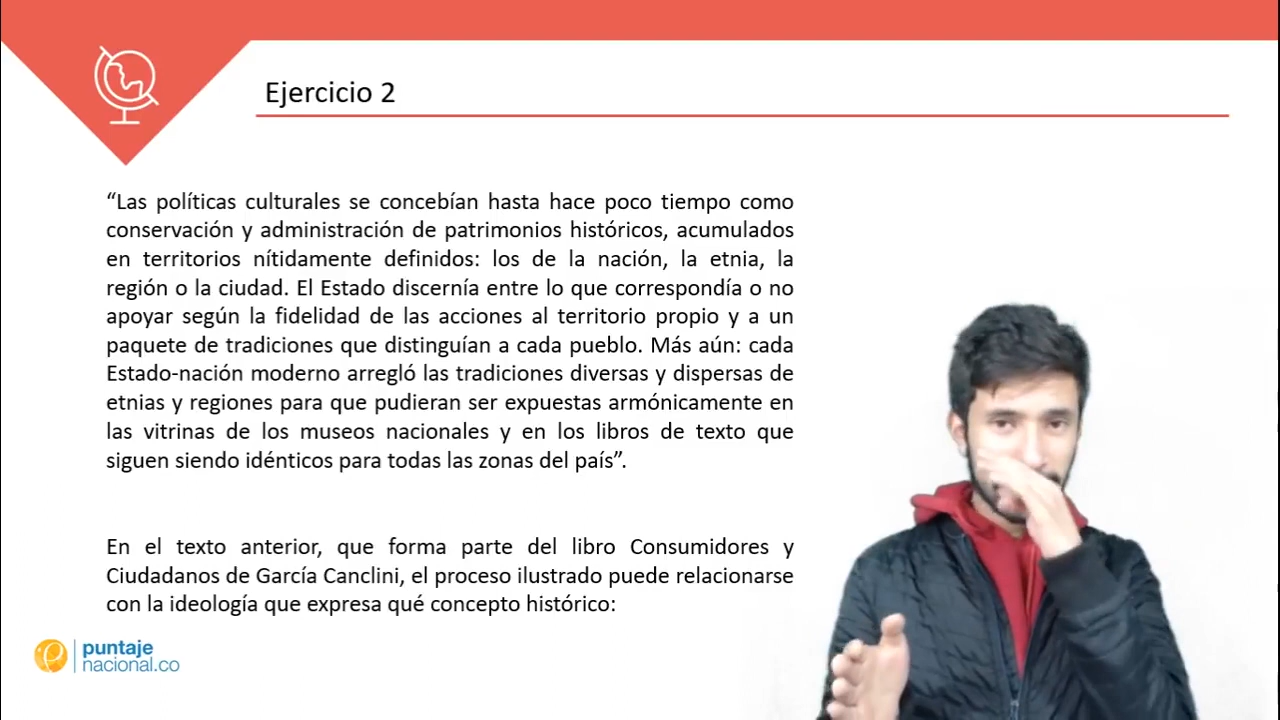 Ejercicio 2
“Las políticas culturales se concebían hasta hace poco tiempo como
conservación y administración de patrimonios históricos, acumulados
en territorios nítidamente definidos: los de la nación, la etnia, la
región o la ciudad. El Estado discernía entre lo que correspondía o no
apoyar según la fidelidad de las acciones al territorio propio y a un
paquete de tradiciones que distinguían a cada pueblo. Más aún: cada
Estado-nación moderno arregló las tradiciones diversas y dispersas de
etnias y regiones para que pudieran ser expuestas armónicamente en
las vitrinas de los museos nacionales y en los libros de texto que
siguen siendo idénticos para todas las zonas del país”.
En el texto anterior, que forma parte del libro Consumidores y
Ciudadanos de García Canclini, el proceso ilustrado puede relacionarse
con la ideología que expresa qué concepto histórico:
puntaje
nacional.co